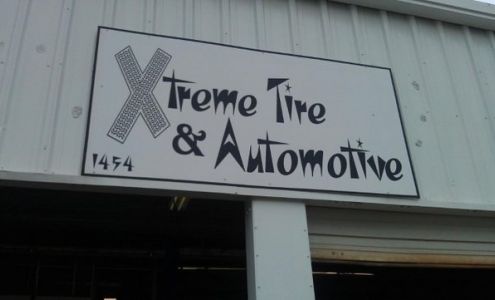 Xtreme Tire
& Automotive
1454